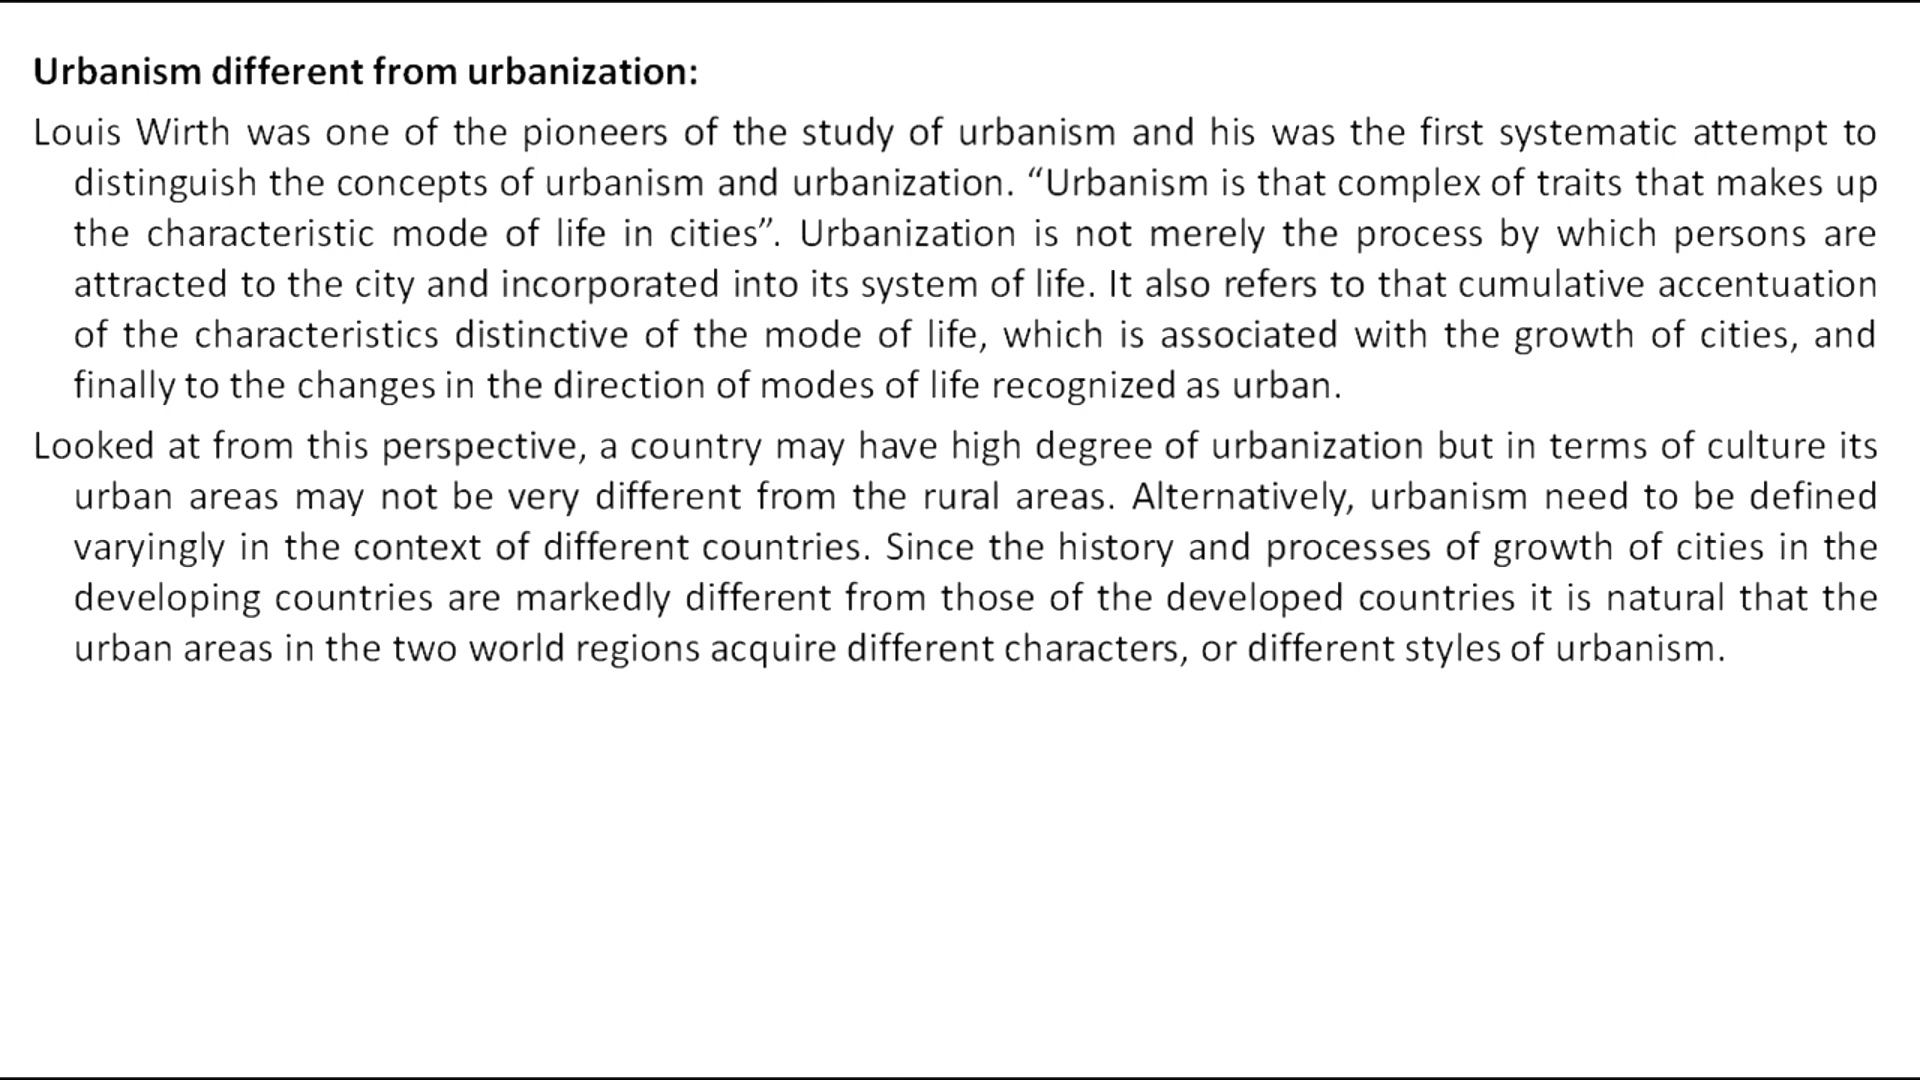 Urbanism different from urbanization:
Louis Wirth was one of the pioneers of the study of urbanism and his was the first systematic attempt to
distinguish the concepts of urbanism and urbanization. “Urbanism is that complex of traits that makes up
the characteristic mode of life in cities”. Urbanization is not merely the process by which persons are
attracted to the city and incorporated into its system of life. It also refers to that cumulative accentuation
of the characteristics distinctive of the mode of life, which is associated with the growth of cities, and
finally to the changes in the direction of modes of life recognized as urban.
Looked at from this perspective, a country may have high degree of urbanization but in terms of culture its
urban areas may not be very different from the rural areas. Alternatively, urbanism need to be defined
varyingly in the context of different countries. Since the history and processes of growth of cities in the
developing countries are markedly different from those of the developed countries it is natural that the
urban areas in the two world regions acquire different characters, or different styles of urbanism.